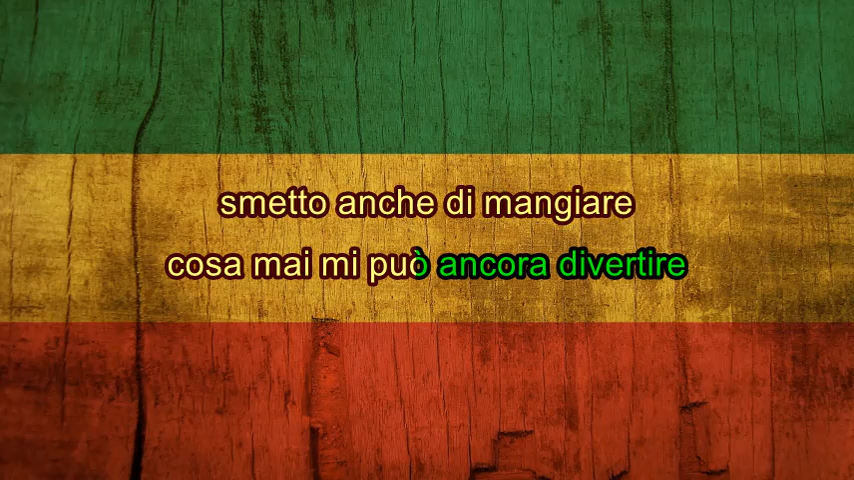 smetto anche di mangiare
cosa mai mi può ancora divertire